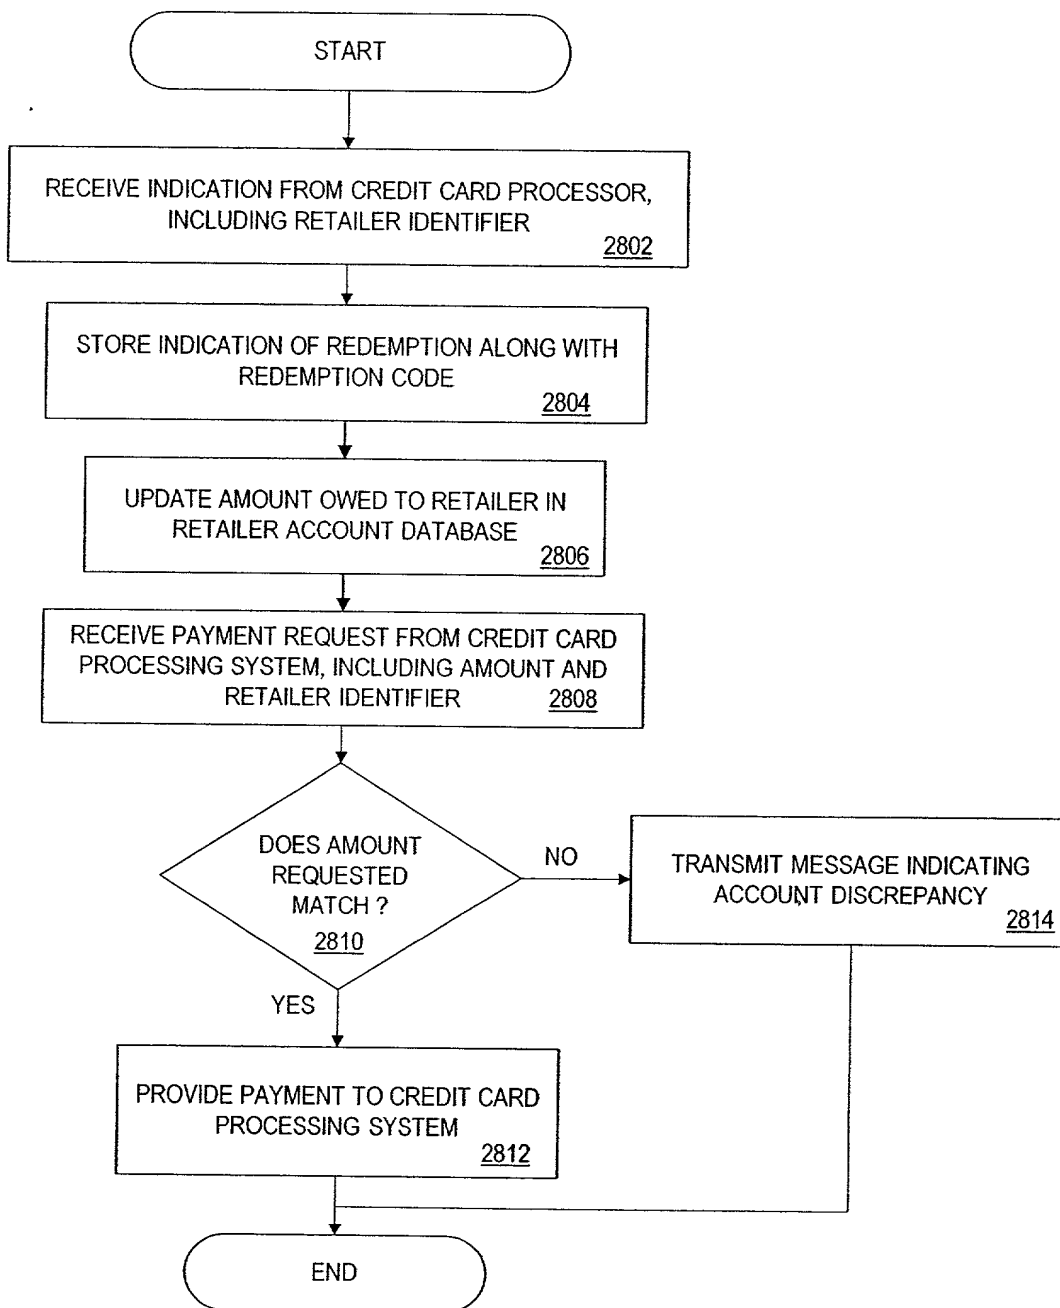 START
RECEIVE INDICATION FROM CREDIT CARD PROCESSOR,
INCLUDING RETAILER IDENTIFIER
2802
STORE INDICATION OF REDEMPTION ALONG WITH
REDEMPTION CODE
2804
UPDATE AMOUNT OWED TO RETAILER IN
RETAILER ACCOUNT DATABASE
2806
RECEIVE PAYMENT REQUEST FROM CREDIT CARD
PROCESSING SYSTEM, INCLUDING AMOUNT AND
RETAILER IDENTIFIER 2808
DOES AMOUNT
REQUESTED
MATCH ?
2810
NO
TRANSMIT MESSAGE INDICATING
ACCOUNT DISCREPANCY
2814
YES
PROVIDE PAYMENT TO CREDIT CARD
PROCESSING SYSTEM
2812
END